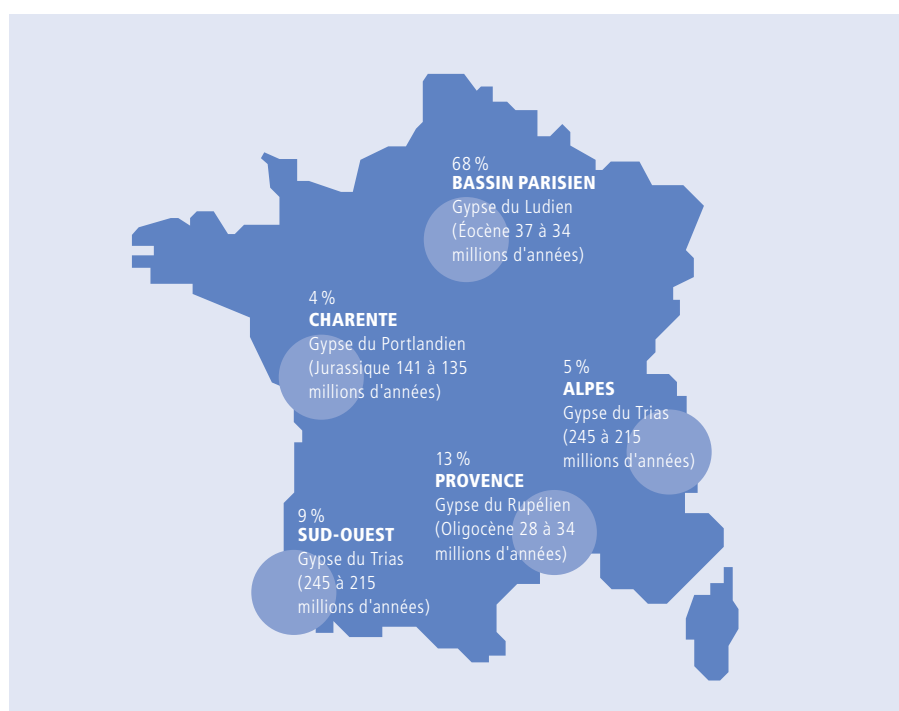 68 %
BASSIN PARISIEN
Gypse du Ludien
(Éocène 37 à 34
millions d'années)
4 %
CHARENTE
Gypse du Portlandien
(Jurassique 141 à 135
millions d'années)
5 %
ALPES
Gypse du Trias
(245 à 215
millions d'années)
13 %
PROVENCE
Gypse du Rupélien
(Oligocène 28 à 34
millions d'années)
9 %
SUD-OUEST
Gypse du Trias
(245 à 215
millions d'années)